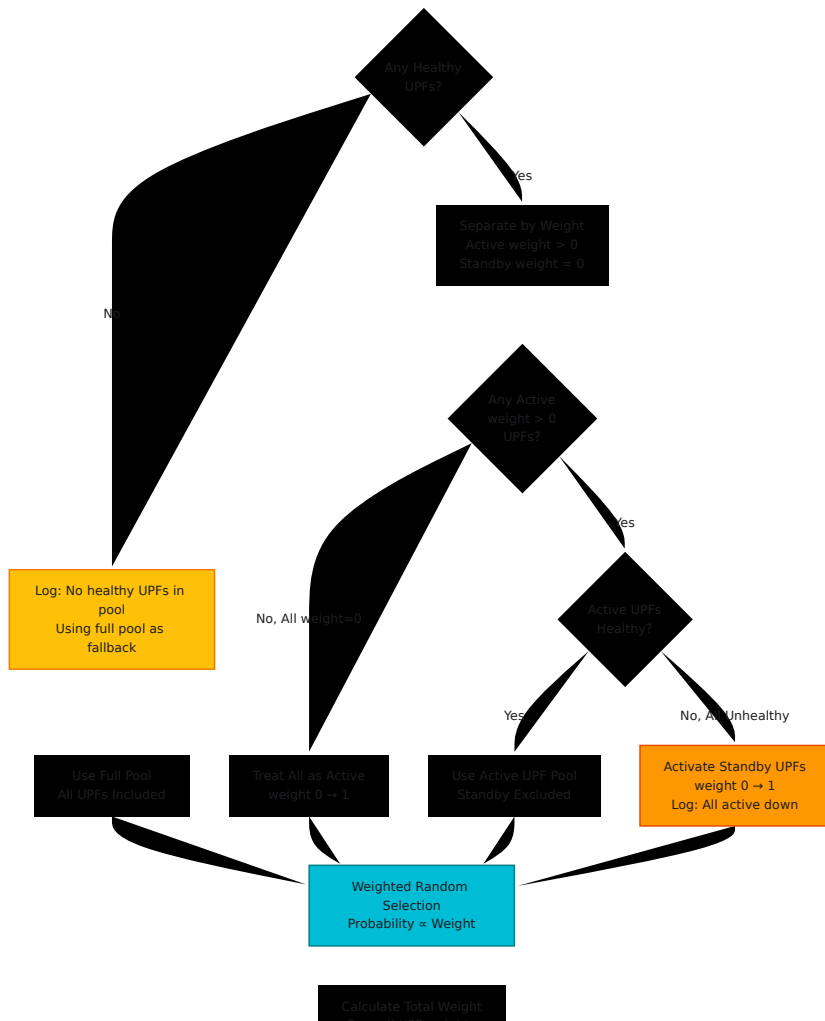 Any Healthy
UPFs?
Yes
Separate by Weight
Active weight > 0
Standby weight = 0
No
Any Active
weight > 0
UPFs?
Yes
Log: No healthy UPFs in
pool
Using full pool as
fallback
No, All weight=0
Active UPFs
Healthy?
Yes
No, All Unhealthy
Use Full Pool
All UPFs Included
Treat All as Active
weight 0 → 1
Use Active UPF Pool
Standby Excluded
Activate Standby UPFs
weight 0 → 1
Log: All active down
Weighted Random
Selection
Probability ∝ Weight
Calculate Total Weight